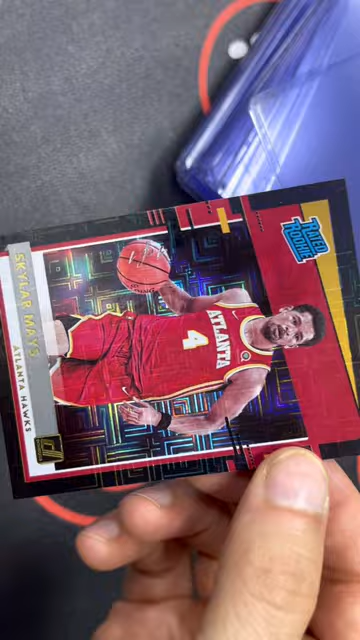 RATED
ROOKIE
ATLANTA
4
SKYLAR MAYS
ATLANTA HAWKS